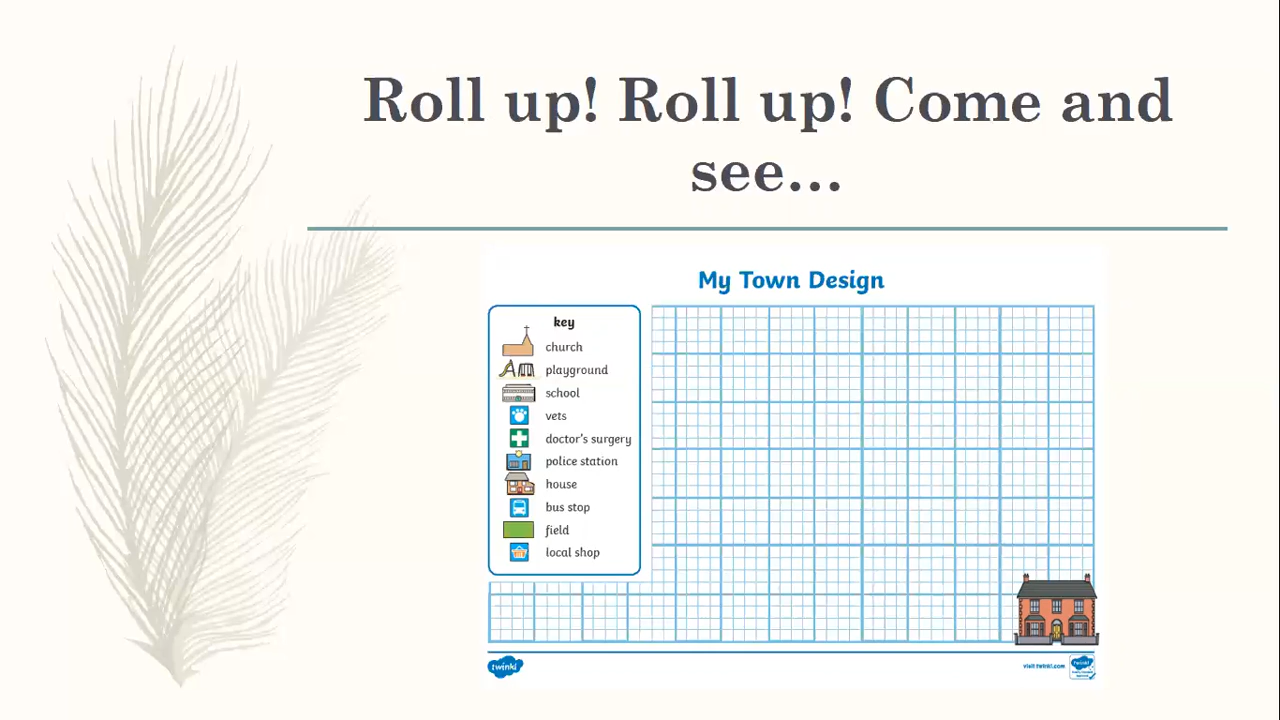 Roll up! Roll up! Come and
see...
My Town Design
key
church
playground
school
vets
doctor's surgery
police station
house
bus stop
field
local shop
twinkl
visit twinkl.com
twinkl